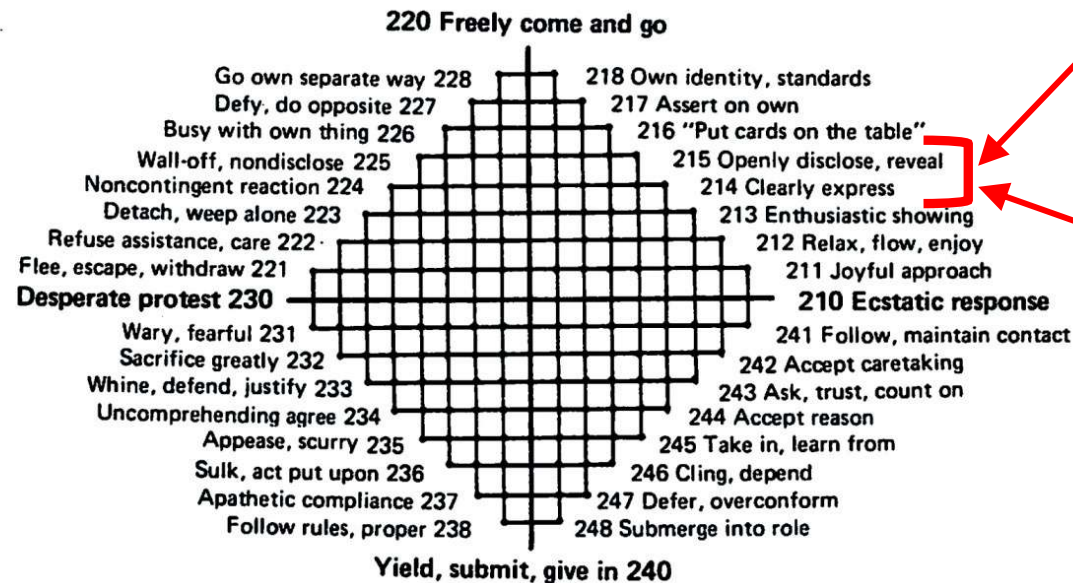 220 Freely come and go
Go own separate way 228
218 Own identity, standards
Defy, do opposite 227
217 Assert on own
Busy with own thing 226
216 "Put cards on the table"
Wall-off, nondisclose 225
215 Openly disclose, reveal
Noncontingent reaction 224
214 Clearly express
Detach, weep alone 223
213 Enthusiastic showing
Refuse assistance, care 222
212 Relax, flow, enjoy
Flee, escape, withdraw 221
211 Joyful approach
Desperate protest 230
210 Ecstatic response
Wary, fearful 231
241 Follow, maintain contact
Sacrifice greatly 232
242 Accept caretaking
Whine, defend, justify 233
243 Ask, trust, count on
Uncomprehending agree 234
244 Accept reason
Appease, scurry 235
245 Take in, learn from
Sulk, act put upon 236
246 Cling, depend
Apathetic compliance 237
247 Defer, overconform
Follow rules, proper 238
248 Submerge into role
Yield, submit, give in 240